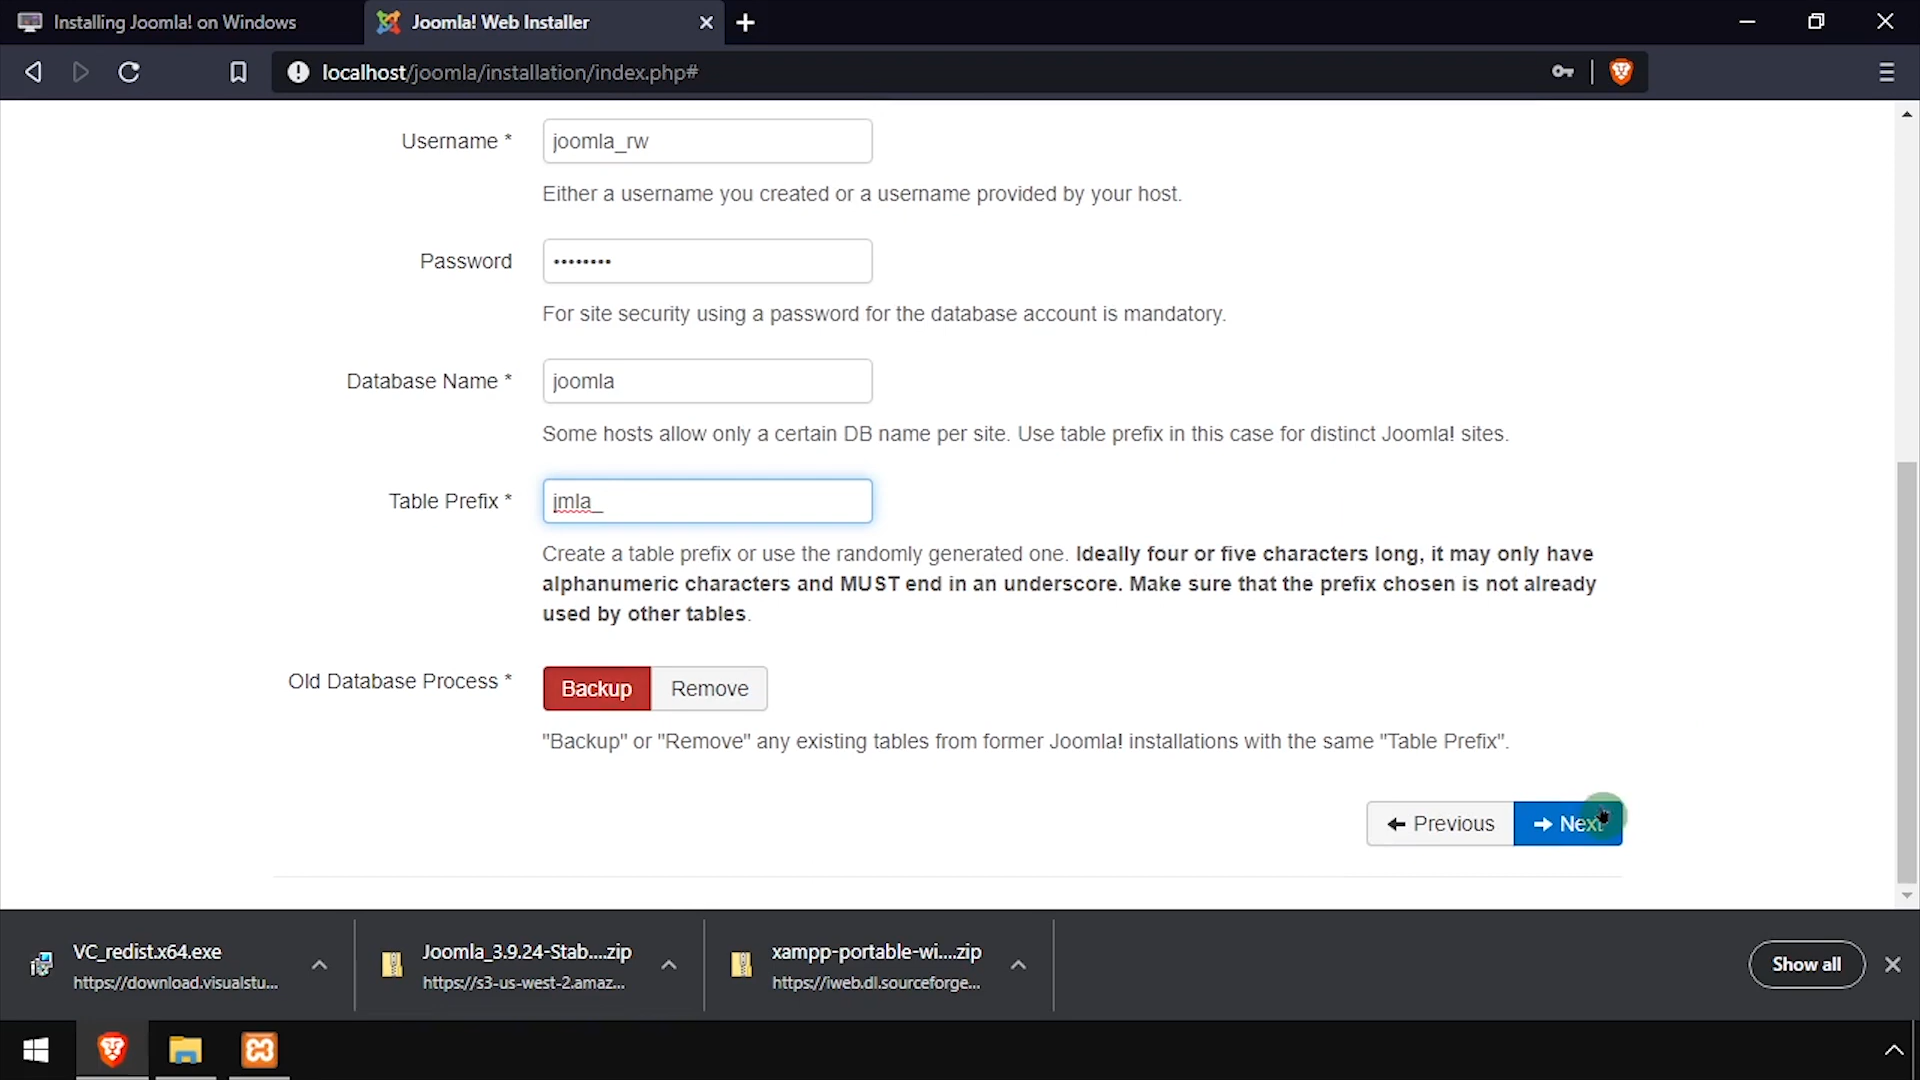 Installing Joomla! on Windows
Joomla! Web Installer
localhost/joomla/installation/index.php#
Username *
joomla_rw
Either a username you created or a username provided by your host.
Password
••••••••
For site security using a password for the database account is mandatory.
Database Name *
joomla
Some hosts allow only a certain DB name per site. Use table prefix in this case for distinct Joomla! sites.
Table Prefix *
jmla_
Create a table prefix or use the randomly generated one. Ideally four or five characters long, it may only have
alphanumeric characters and MUST end in an underscore. Make sure that the prefix chosen is not already
used by other tables.
Old Database Process *
Backup
Remove
"Backup" or "Remove" any existing tables from former Joomla! installations with the same "Table Prefix".
Previous
Next
VC_redist.x64.exe
https://download.visualstu...
Joomla_3.9.24-Stab....zip
https://s3-us-west-2.amaz...
xampp-portable-wi....zip
https://iweb.dl.sourceforge...
Show all